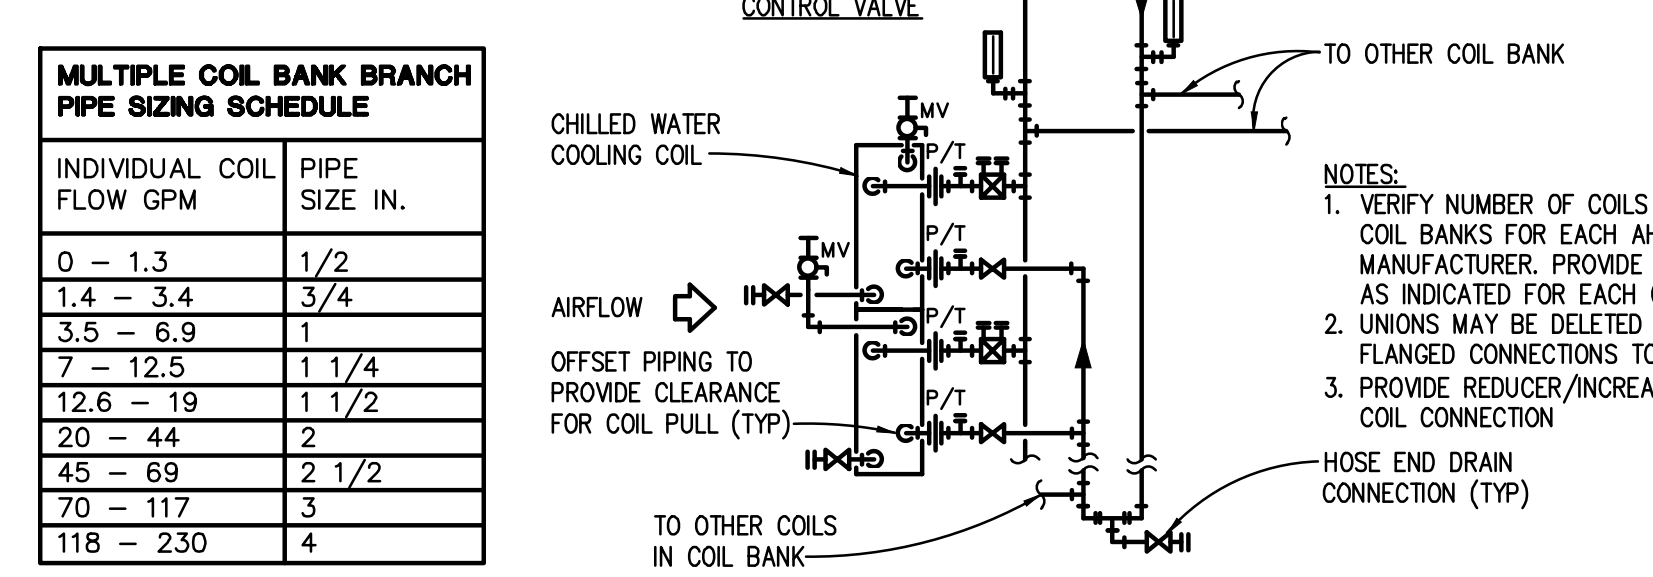 CONTROL VALVE
MULTIPLE COIL BANK BRANCH
PIPE SIZING SCHEDULE
INDIVIDUAL COIL
FLOW GPM
PIPE
SIZE IN.
0 – 1.3
1/2
1.4 – 3.4
3/4
3.5 – 6.9
1
7 – 12.5
1 1/4
12.6 – 19
1 1/2
20 – 44
2
45 – 69
2 1/2
70 – 117
3
118 – 230
4
CHILLED WATER
COOLING COIL
MV
P/T
P/T
MV
AIRFLOW
P/T
OFFSET PIPING TO
PROVIDE CLEARANCE
FOR COIL PULL (TYP)
P/T
TO OTHER COILS
IN COIL BANK
TO OTHER COIL BANK
NOTES:
1. VERIFY NUMBER OF COILS
COIL BANKS FOR EACH
MANUFACTURER. PROVIDE
AS INDICATED FOR EACH
2. UNIONS MAY BE DELETED
FLANGED CONNECTIONS TO
3. PROVIDE
COIL CONNECTION
HOSE END DRAIN
CONNECTION (TYP)